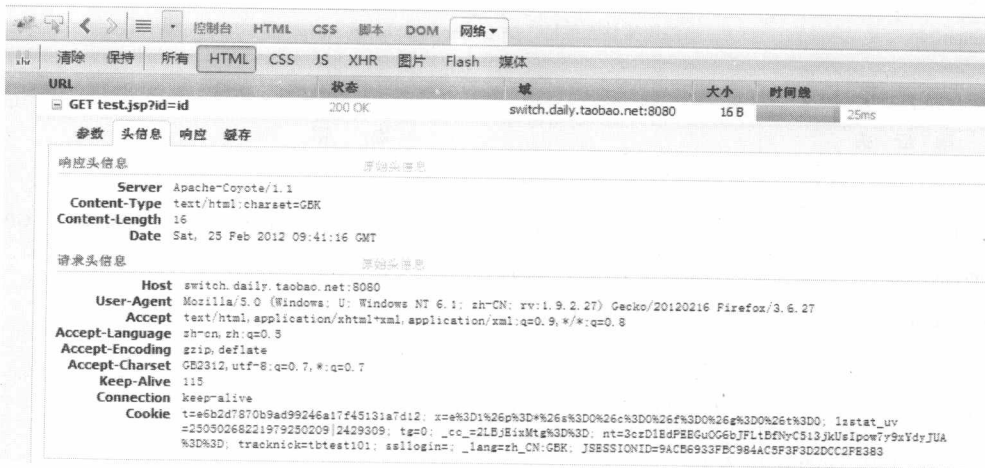 控制台 HTML CSS 脚本 DOM 网络
清除 保持 所有 HTML CSS JS XHR 图片 Flash 媒体
URL 状态 域 大小 时间线
GET test.jsp?id=id 200 OK switch.daily.taobao.net:8080 16 B 25ms
参数 头信息 响应 缓存
响应头信息 原始头信息
Server Apache-Coyote/1.1
Content-Type text/html;charset=GBK
Content-Length 16
Date Sat, 25 Feb 2012 09:41:16 GMT
请求头信息 原始头信息
Host switch.daily.taobao.net:8080
User-Agent Mozilla/5.0 (Windows; U; Windows NT 6.1; zh-CN; rv:1.9.2.27) Gecko/20120216 Firefox/3.6.27
Accept text/html,application/xhtml+xml,application/xml;q=0.9,*/*;q=0.8
Accept-Language zh-cn,zh;q=0.5
Accept-Encoding gzip,deflate
Accept-Charset GB2312,utf-8;q=0.7,*;q=0.7
Keep-Alive 115
Connection keep-alive
Cookie t=e6b2d7870b9ad99246a17f45131a7d12; x=e%3D1%26p%3D*%26s%3D0%26c%3D0%26f%3D0%26g%3D0%26t%3D0; lzstat_uv
=25050268221979250209|2429309; tg=0; _cc_=2LBjEixMtg%3D%3D; nt=3czD1EdPEEGuOG6bJFLtBfNyC513jkUsIpow7y9xYdyJUA
%3D%3D; tracknick=tbtest101; ssllogin=; _lang=zh_CN:GBK; JSESSIONID=9ACB6933FBC984AC5F3F3D2DCC2FE383